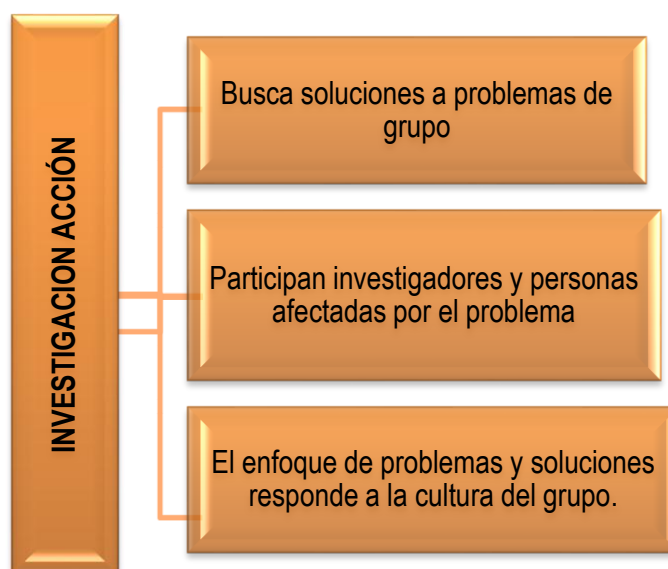 INVESTIGACION ACCIÓN
Busca soluciones a problemas de
grupo
Participan investigadores y personas
afectadas por el problema
El enfoque de problemas y soluciones
responde a la cultura del grupo.